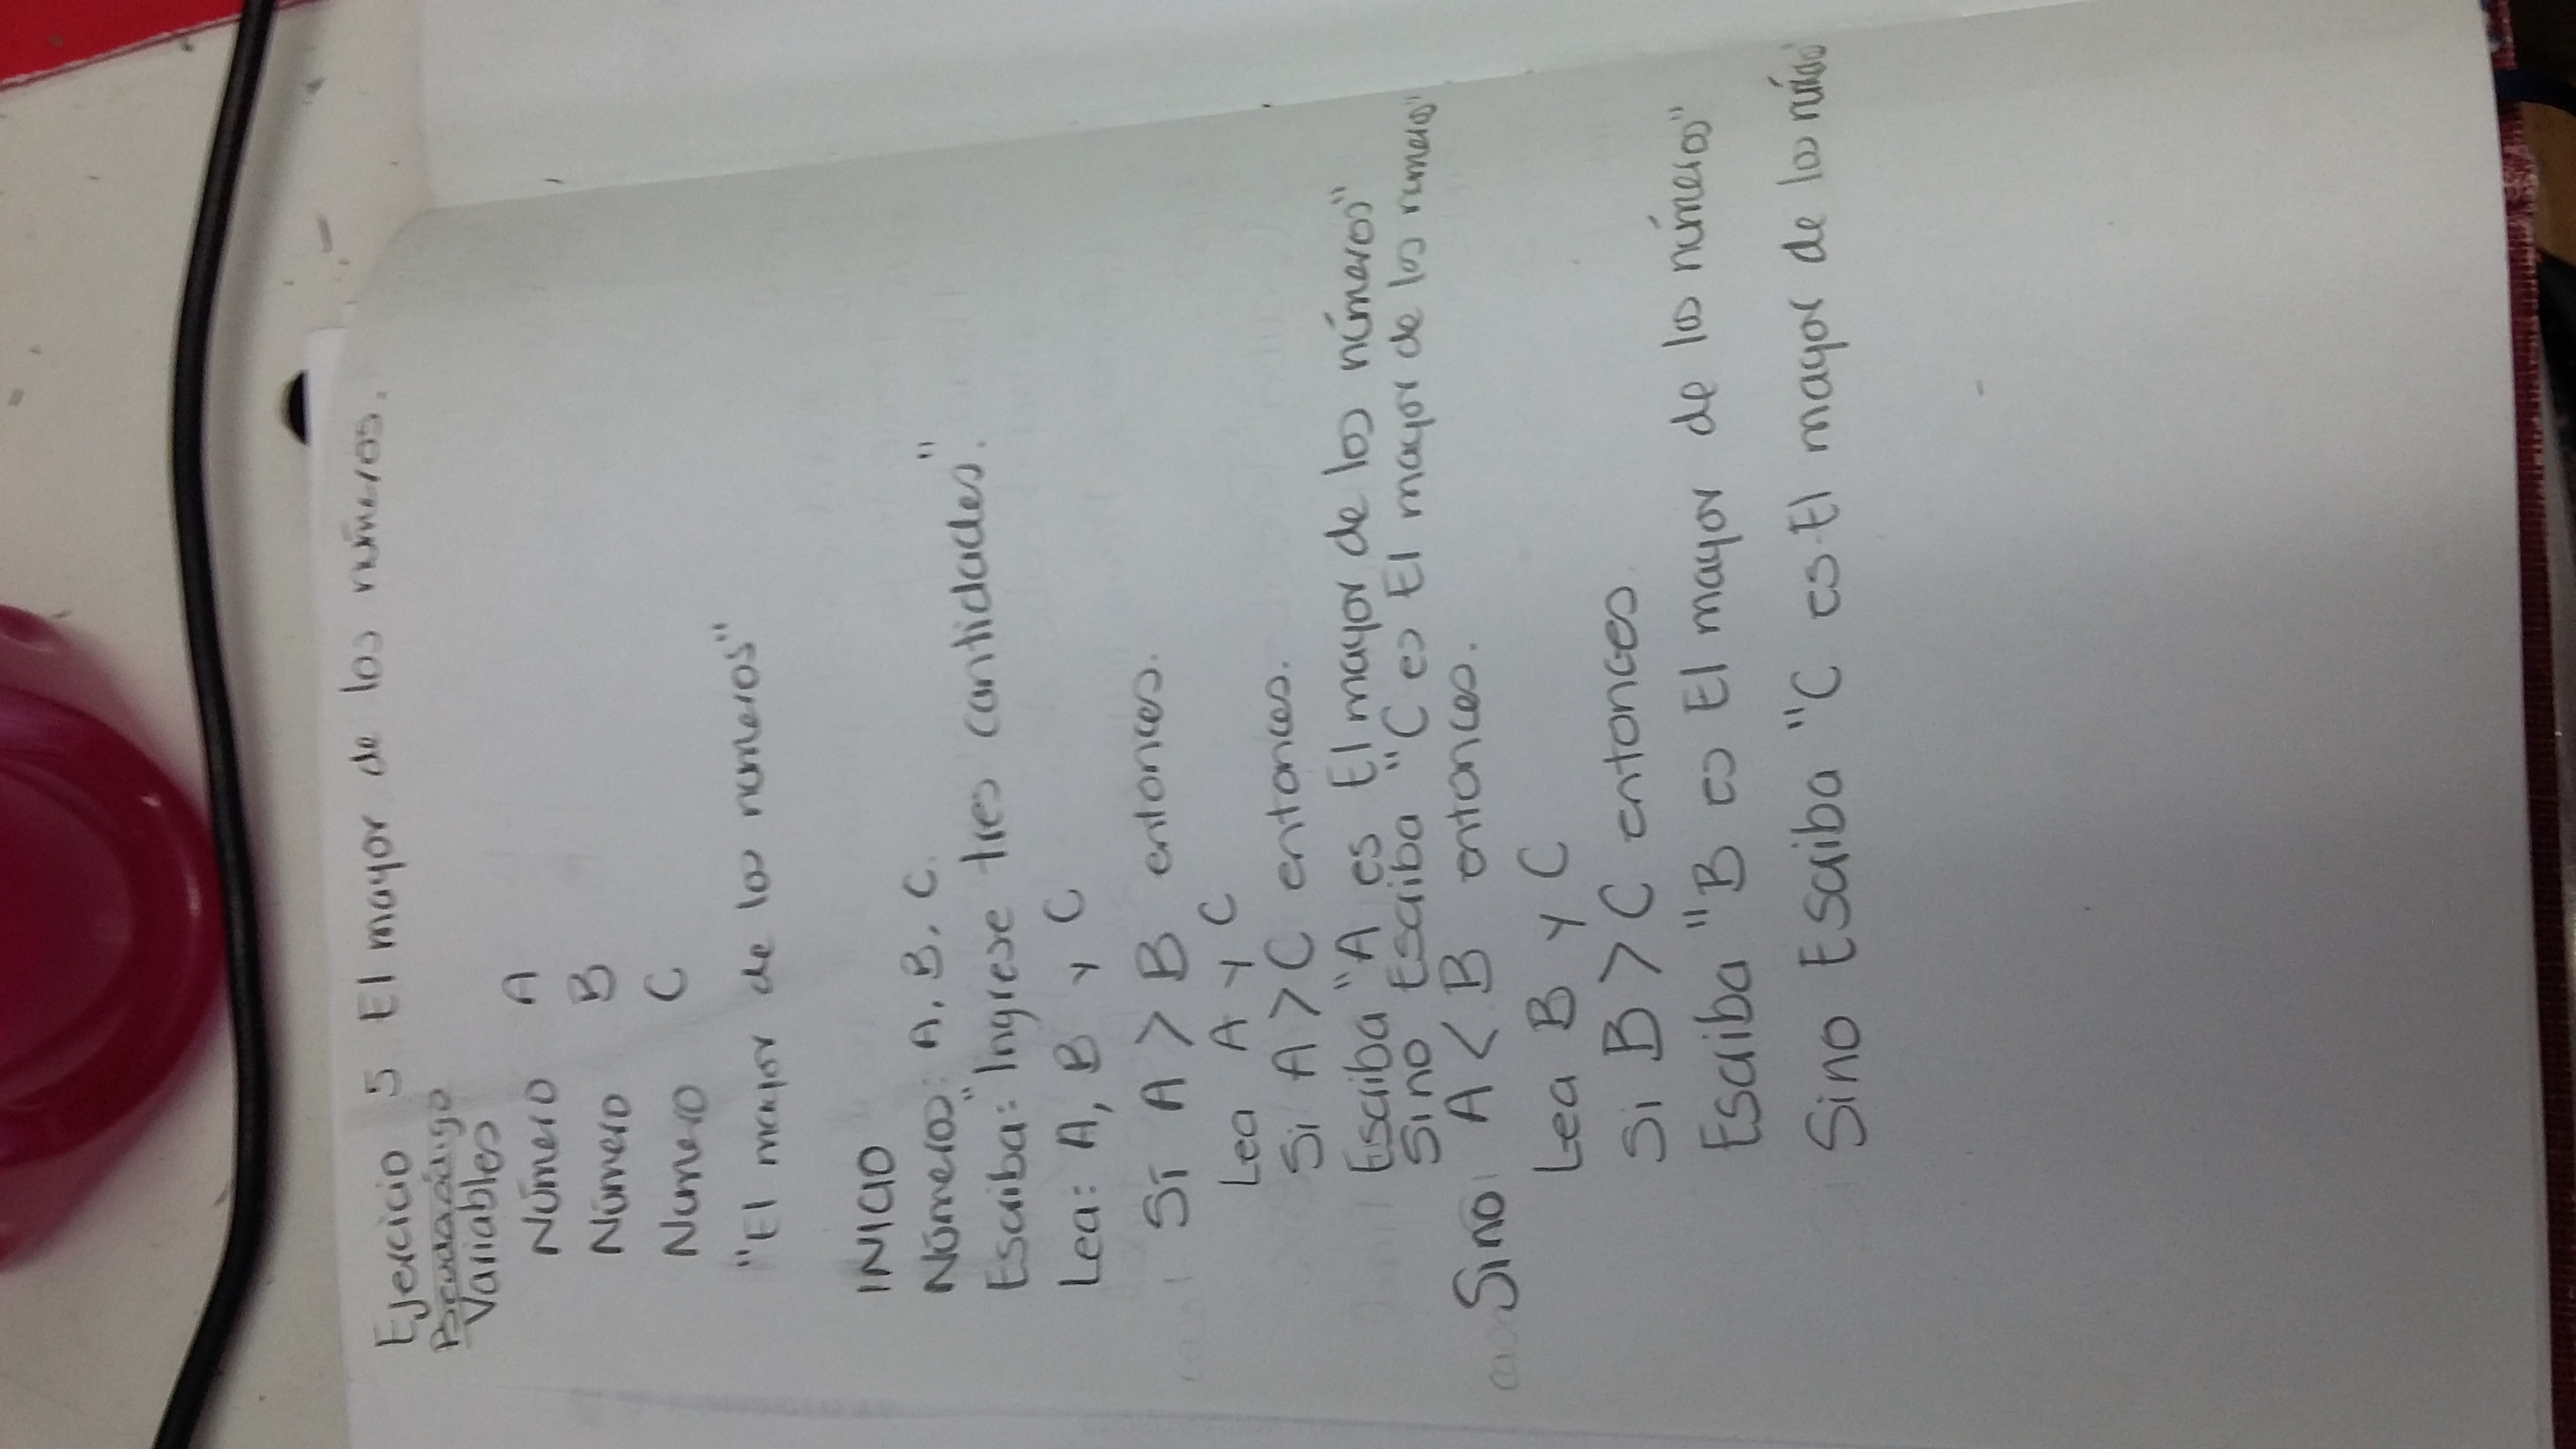 Ejercicio 5 El mayor de los números.
Pseudocódigo
Variables
Número A
Número B
Numero C
"El mayor de los numeros"
INICIO
Números: A, B, C.
Escriba: "Ingrese tres cantidades".
Lea: A, B y C
Si A > B entonces.
Lea A y C
Si A > C entonces.
Escriba "A es El mayor de los números"
Sino Escriba "C es El mayor de los numeros"
Sino A < B entonces.
Lea B y C
Si B > C entonces
Escriba "B es El mayor de los números"
Sino Escriba "C es El mayor de los